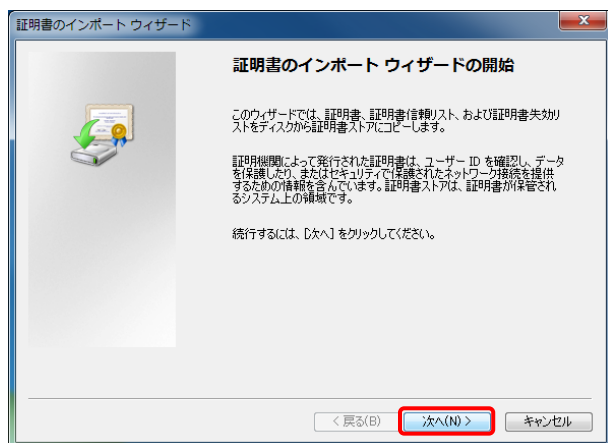 証明書のインポート ウィザード
証明書のインポート ウィザードの開始
このウィザードでは、証明書、証明書信頼リスト、および証明書失効リ
ストをディスクから証明書ストアにコピーします。
証明機関によって発行された証明書は、ユーザー ID を確認し、データ
を保護したり、またはセキュリティで保護されたネットワーク接続を提供
するための情報を含んでいます。証明書ストアは、証明書が保管され
るシステム上の領域です。
続行するには、[次へ] をクリックしてください。
< 戻る(B) 次へ(N) > キャンセル